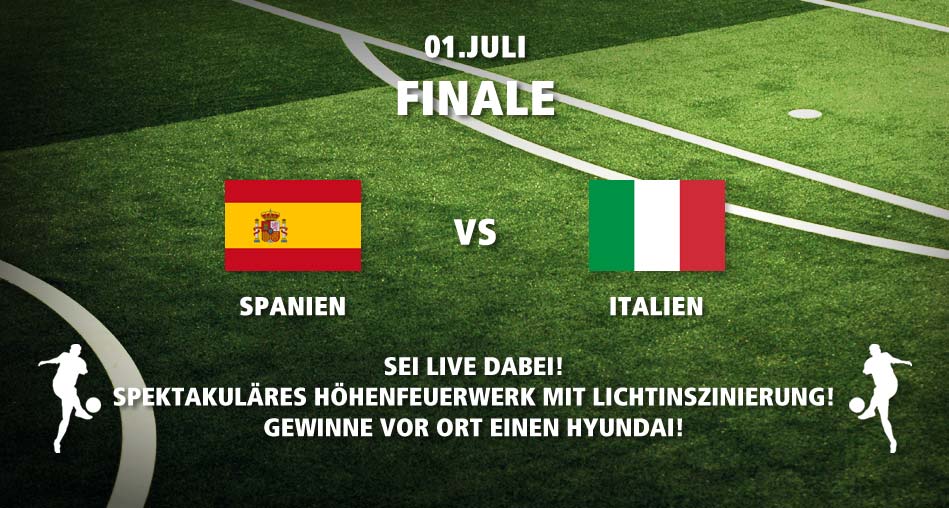 01.JULI
FINALE
VS
SPANIEN
ITALIEN
SEI LIVE DABEI!
SPEKTAKULÄRES HÖHENFEUERWERK MIT LICHTINSZINIERUNG!
GEWINNE VOR ORT EINEN HYUNDAI!